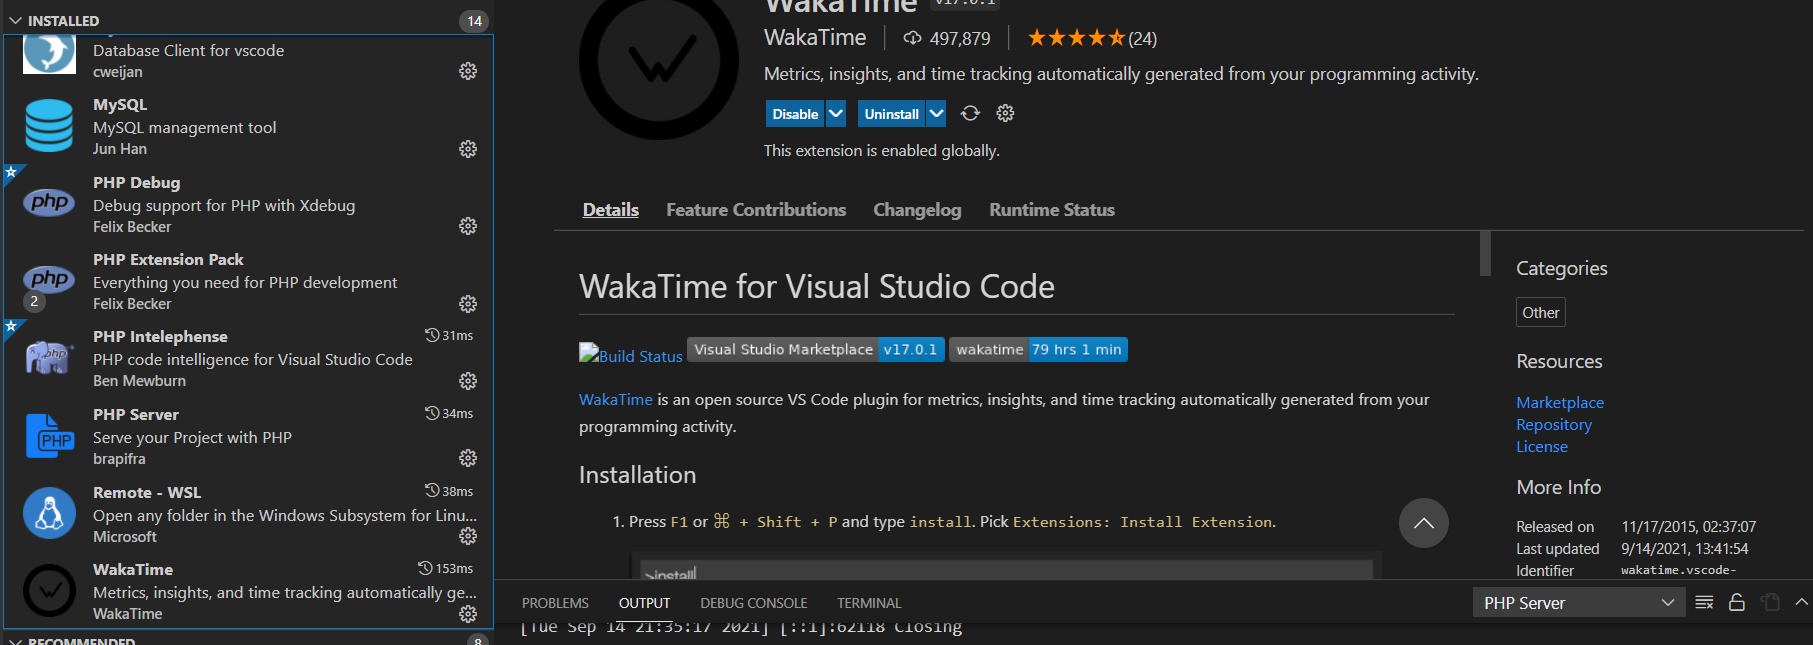 INSTALLED
14
Database Client for vscode
cweijan
MySQL
MySQL management tool
Jun Han
PHP Debug
php
Debug support for PHP with Xdebug
Felix Becker
PHP Extension Pack
php
Everything you need for PHP development
2
Felix Becker
PHP Intelephense
31ms
php
PHP code intelligence for Visual Studio Code
Ben Mewburn
PHP Server
34ms
PHP
Serve your Project with PHP
brapifra
Remote - WSL
38ms
Open any folder in the Windows Subsystem for Linu...
Microsoft
WakaTime
153ms
Metrics, insights, and time tracking automatically ge...
WakaTime
RECOMMENDED
8
WakaTime v17.0.1
WakaTime 497,879 (24)
Metrics, insights, and time tracking automatically generated from your programming activity.
Disable Uninstall
This extension is enabled globally.
Details Feature Contributions Changelog Runtime Status
WakaTime for Visual Studio Code
Build Status Visual Studio Marketplace v17.0.1 wakatime 79 hrs 1 min
WakaTime is an open source VS Code plugin for metrics, insights, and time tracking automatically generated from your
programming activity.
Installation
1. Press F1 or ⌘ + Shift + P and type install. Pick Extensions: Install Extension.
>install
Categories
Other
Resources
Marketplace
Repository
License
More Info
Released on 11/17/2015, 02:37:07
Last updated 9/14/2021, 13:41:54
Identifier wakatime.vscode-
PROBLEMS OUTPUT DEBUG CONSOLE TERMINAL
PHP Server
[Tue Sep 14 21:35:17 2021] [::1]:62118 Closing